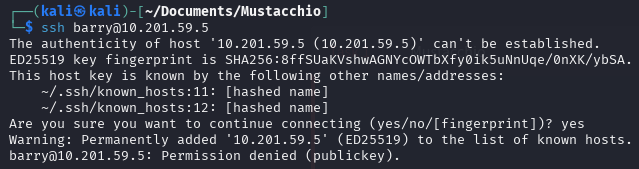 ┌──(kali㉿kali)-[~/Documents/Mustacchio]
└─$ ssh barry@10.201.59.5
The authenticity of host '10.201.59.5 (10.201.59.5)' can't be established.
ED25519 key fingerprint is SHA256:8ffSUaKVshwAGNYcOWTbXfy0ik5uNnUqe/0nXK/ybSA.
This host key is known by the following other names/addresses:
    ~/.ssh/known_hosts:11: [hashed name]
    ~/.ssh/known_hosts:12: [hashed name]
Are you sure you want to continue connecting (yes/no/[fingerprint])? yes
Warning: Permanently added '10.201.59.5' (ED25519) to the list of known hosts.
barry@10.201.59.5: Permission denied (publickey).